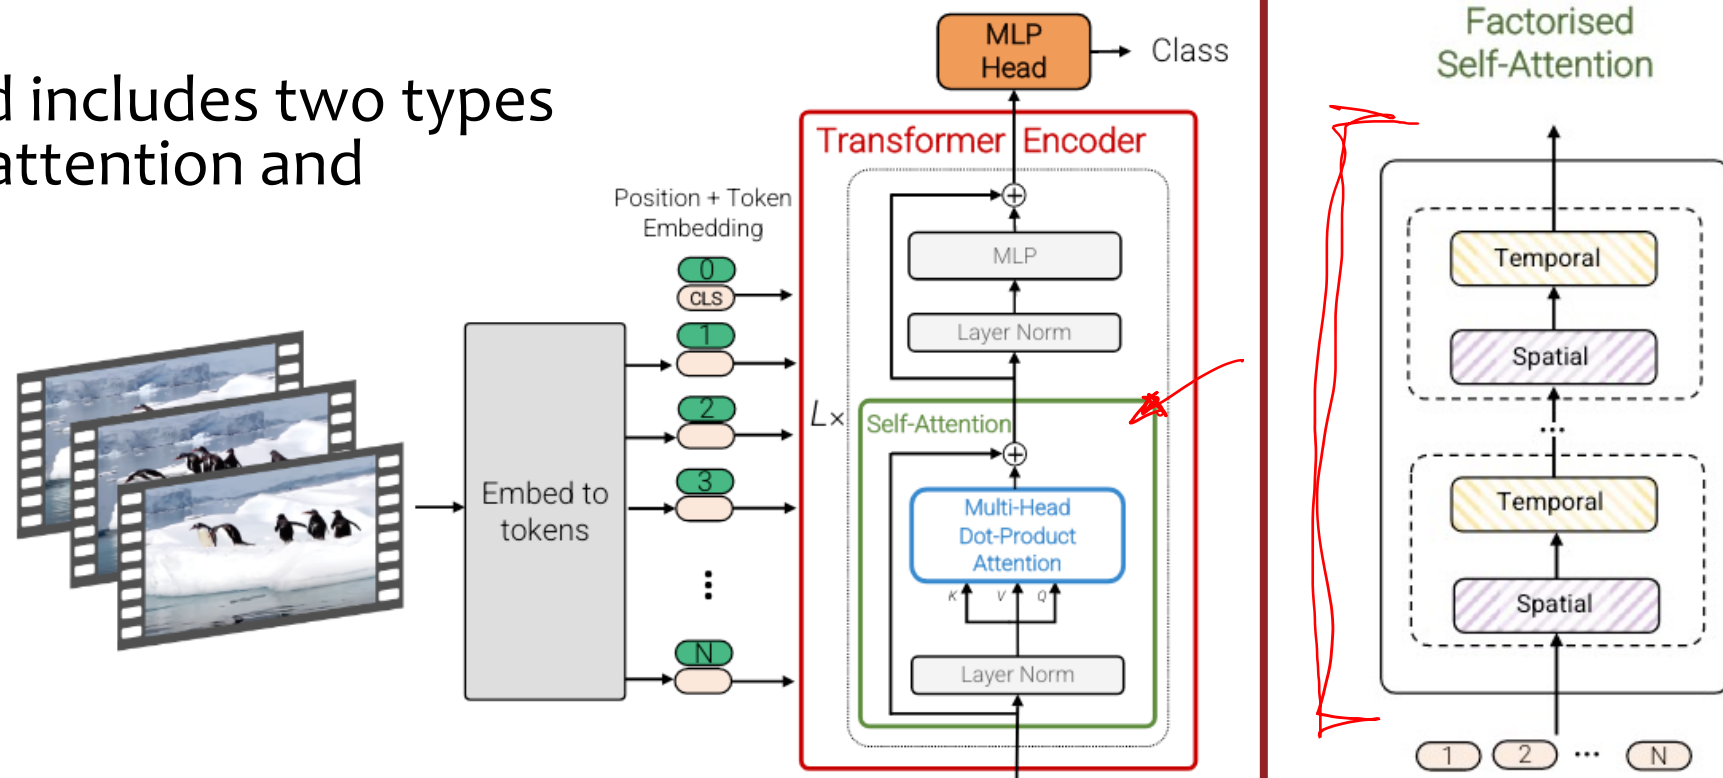 d includes two types
attention and
Position + Token
Embedding
0
CLS
1
2
3
N
Embed to
tokens
MLP
Head
Class
Transformer Encoder
MLP
Layer Norm
L×
Self-Attention
Multi-Head
Dot-Product
Attention
K V Q
Layer Norm
Factorised
Self-Attention
Temporal
Spatial
...
Temporal
Spatial
1 2 ... N